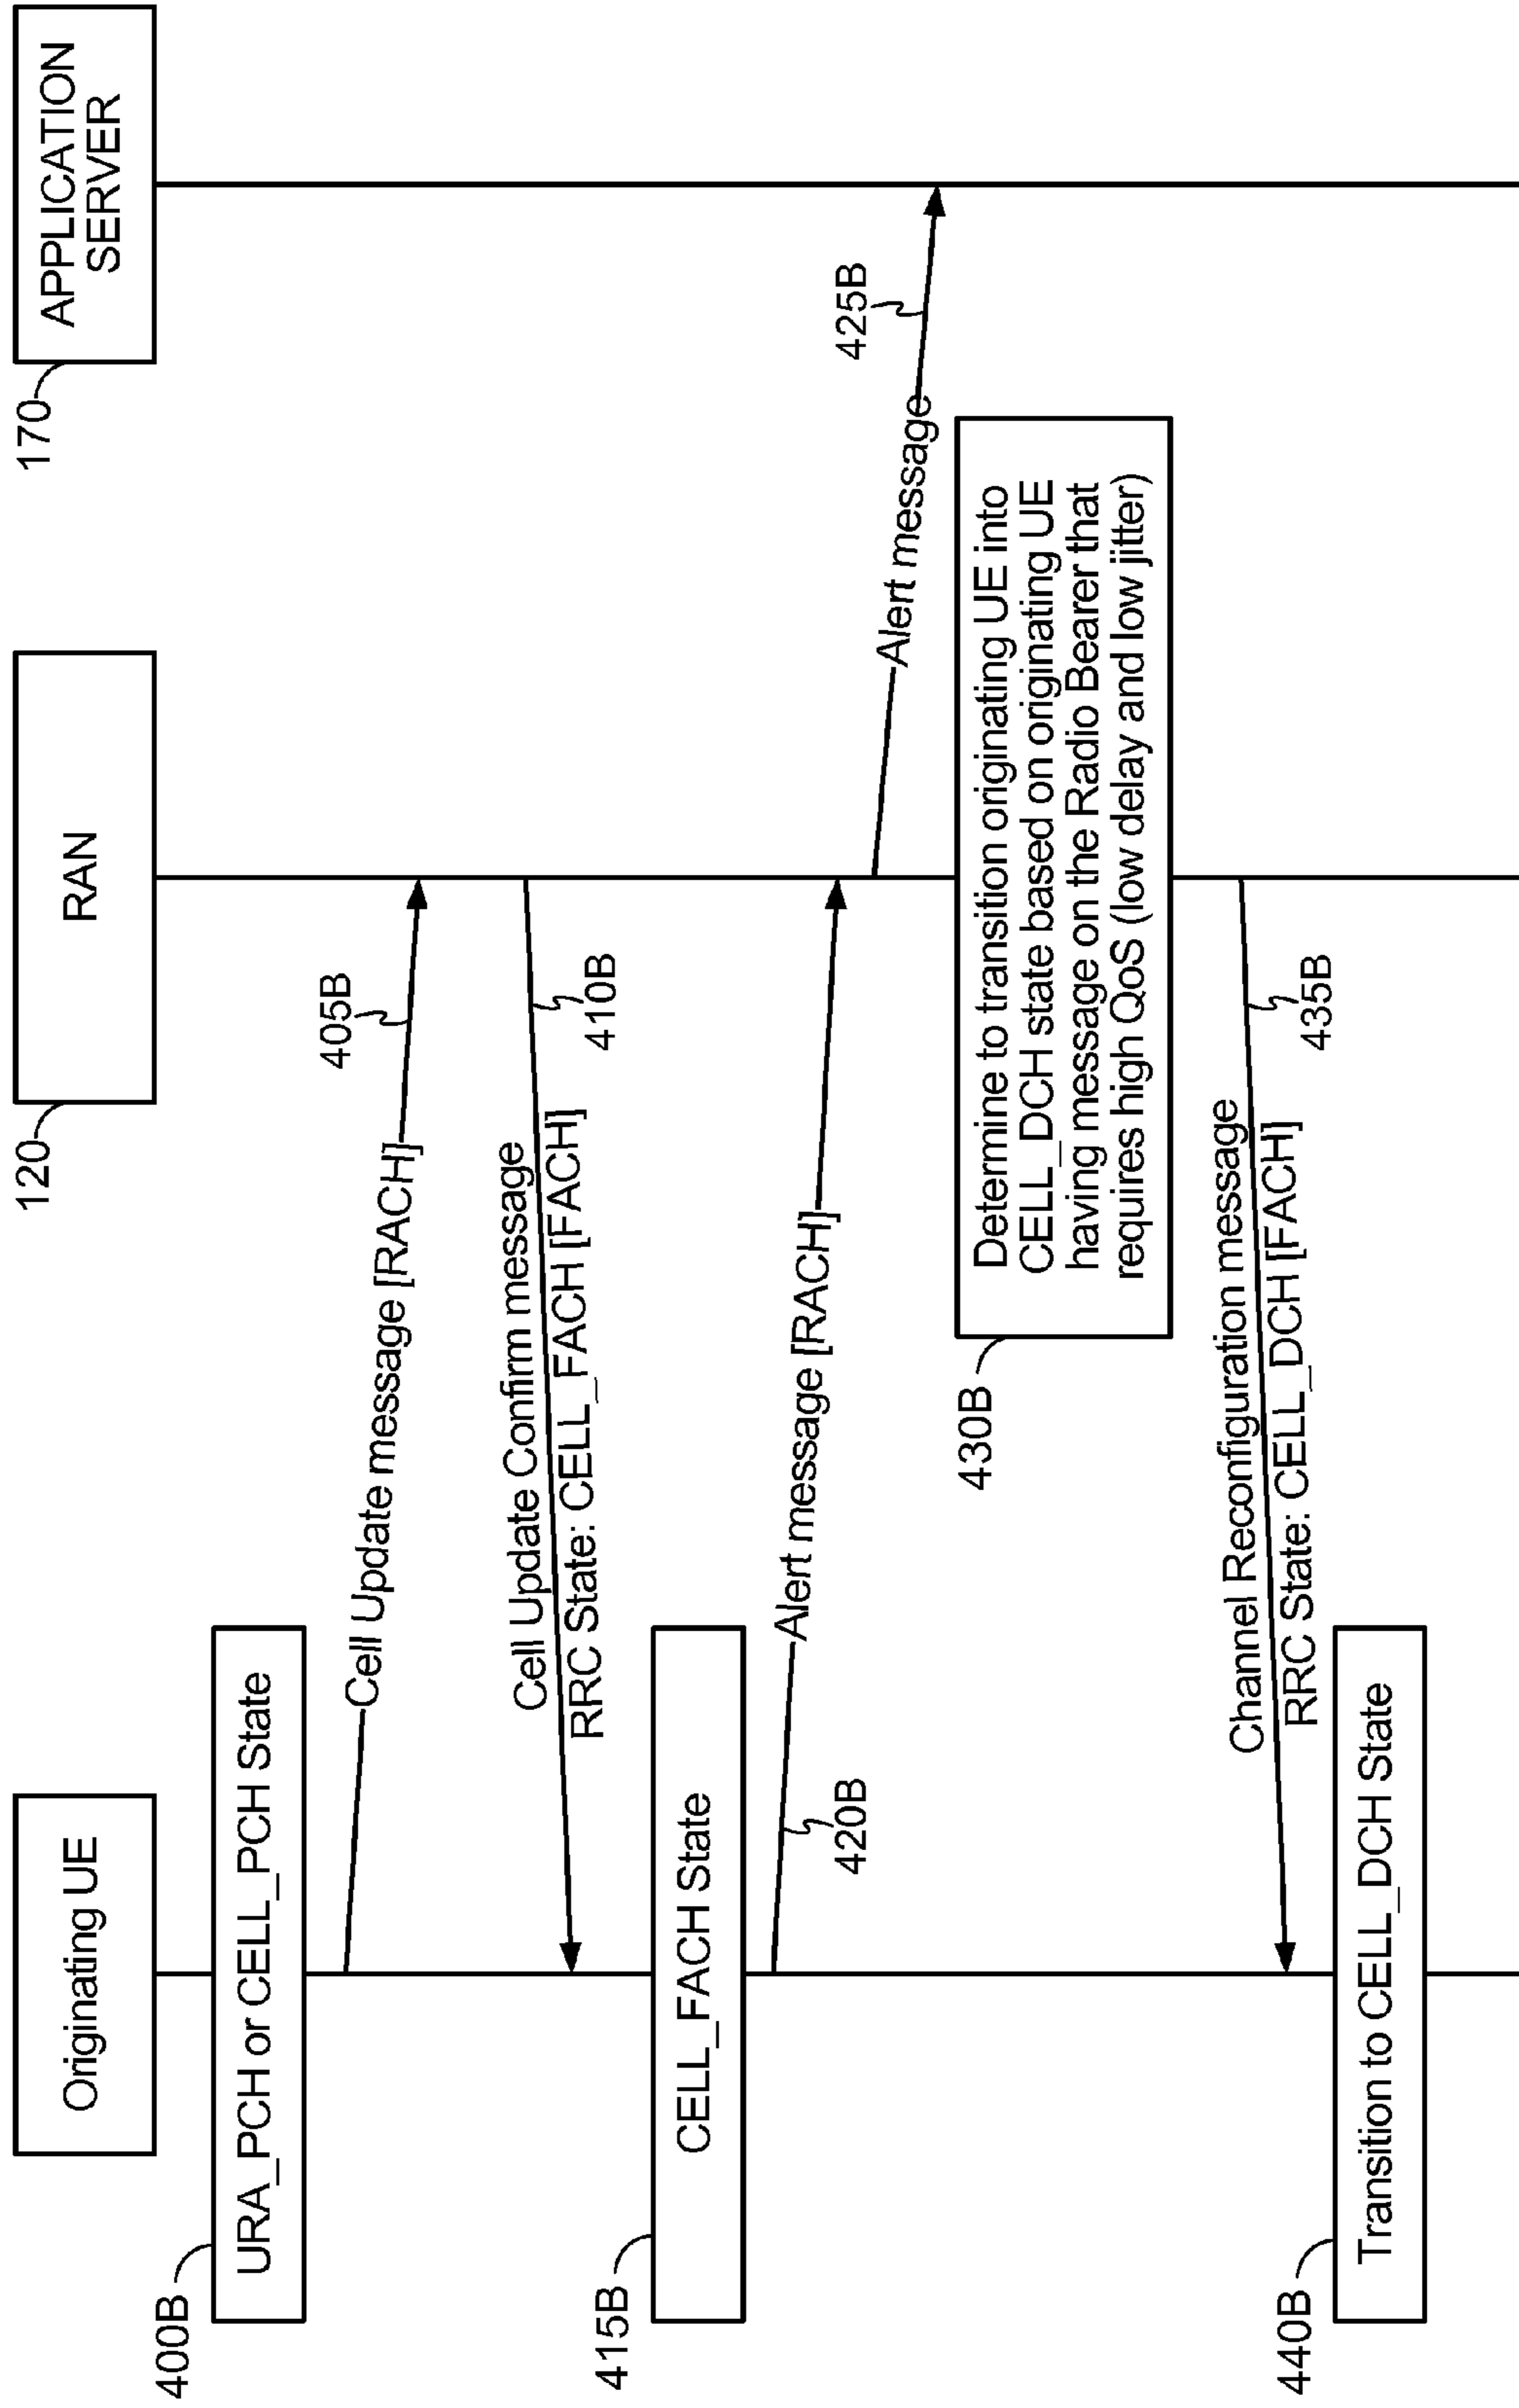 Originating UE
120
RAN
170
APPLICATION
SERVER
400B
URA_PCH or CELL_PCH State
Cell Update message [RACH]
405B
Cell Update Confirm message
RRC State: CELL_FACH [FACH]
410B
415B
CELL_FACH State
420B
Alert message [RACH]
Alert message
425B
430B
Determine to transition originating UE into
CELL_DCH state based on originating UE
having message on the Radio Bearer that
requires high QoS (low delay and low jitter)
Channel Reconfiguration message
RRC State: CELL_DCH [FACH]
435B
440B
Transition to CELL_DCH State